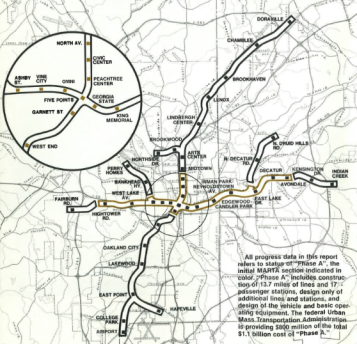 DORAVILLE
CHAMBLEE
BROOKHAVEN
LENOX
LINDBERGH
CENTER
BROOKWOOD
NORTHSIDE
DR.
ARTS
CENTER
MIDTOWN
N. DRUID HILLS
RD.
N. DECATUR
RD.
PERRY
HOMES
BANKHEAD
HY.
WEST LAKE
AV.
FAIRBURN
RD.
HIGHTOWER
RD.
INMAN PARK
REYNOLDSTOWN
AV.
EDGEWOOD-
CANDLER PARK
EAST LAKE
DR.
DECATUR
AVONDALE
KENSINGTON
DR.
INDIAN
CREEK
OAKLAND CITY
LAKEWOOD
EAST POINT
HAPEVILLE
COLLEGE
PARK
AIRPORT
NORTH AV.
CIVIC
CENTER
PEACHTREE
CENTER
ASHBY
ST.
VINE
CITY
OMNI
FIVE POINTS
GEORGIA
STATE
GARNETT ST.
KING
MEMORIAL
WEST END
All progress data in this report
refers to status of "Phase A", the
initial MARTA section indicated in
color. "Phase A" includes construc-
tion of 13.7 miles of lines and 17
passenger stations, design only of
additional lines and stations, and
design of the vehicle and basic oper-
ating equipment. The federal Urban
Mass Transportation Administration
is providing $800 million of the total
$1.1 billion cost of "Phase A."